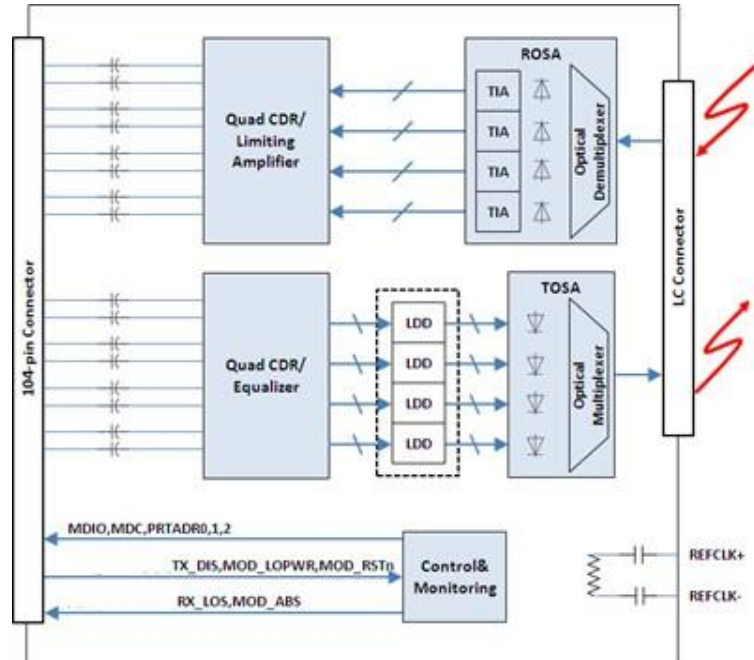 104-pin Connector
Quad CDR/
Limiting
Amplifier
ROSA
TIA
TIA
TIA
TIA
Optical
Demultiplexer
LC Connector
Quad CDR/
Equalizer
LDD
LDD
LDD
LDD
TOSA
Optical
Multiplexer
MDIO,MDC,PRTADR0,1,2
TX_DIS,MOD_LOPWR,MOD_RSTn
RX_LOS,MOD_ABS
Control&
Monitoring
REFCLK+
REFCLK-